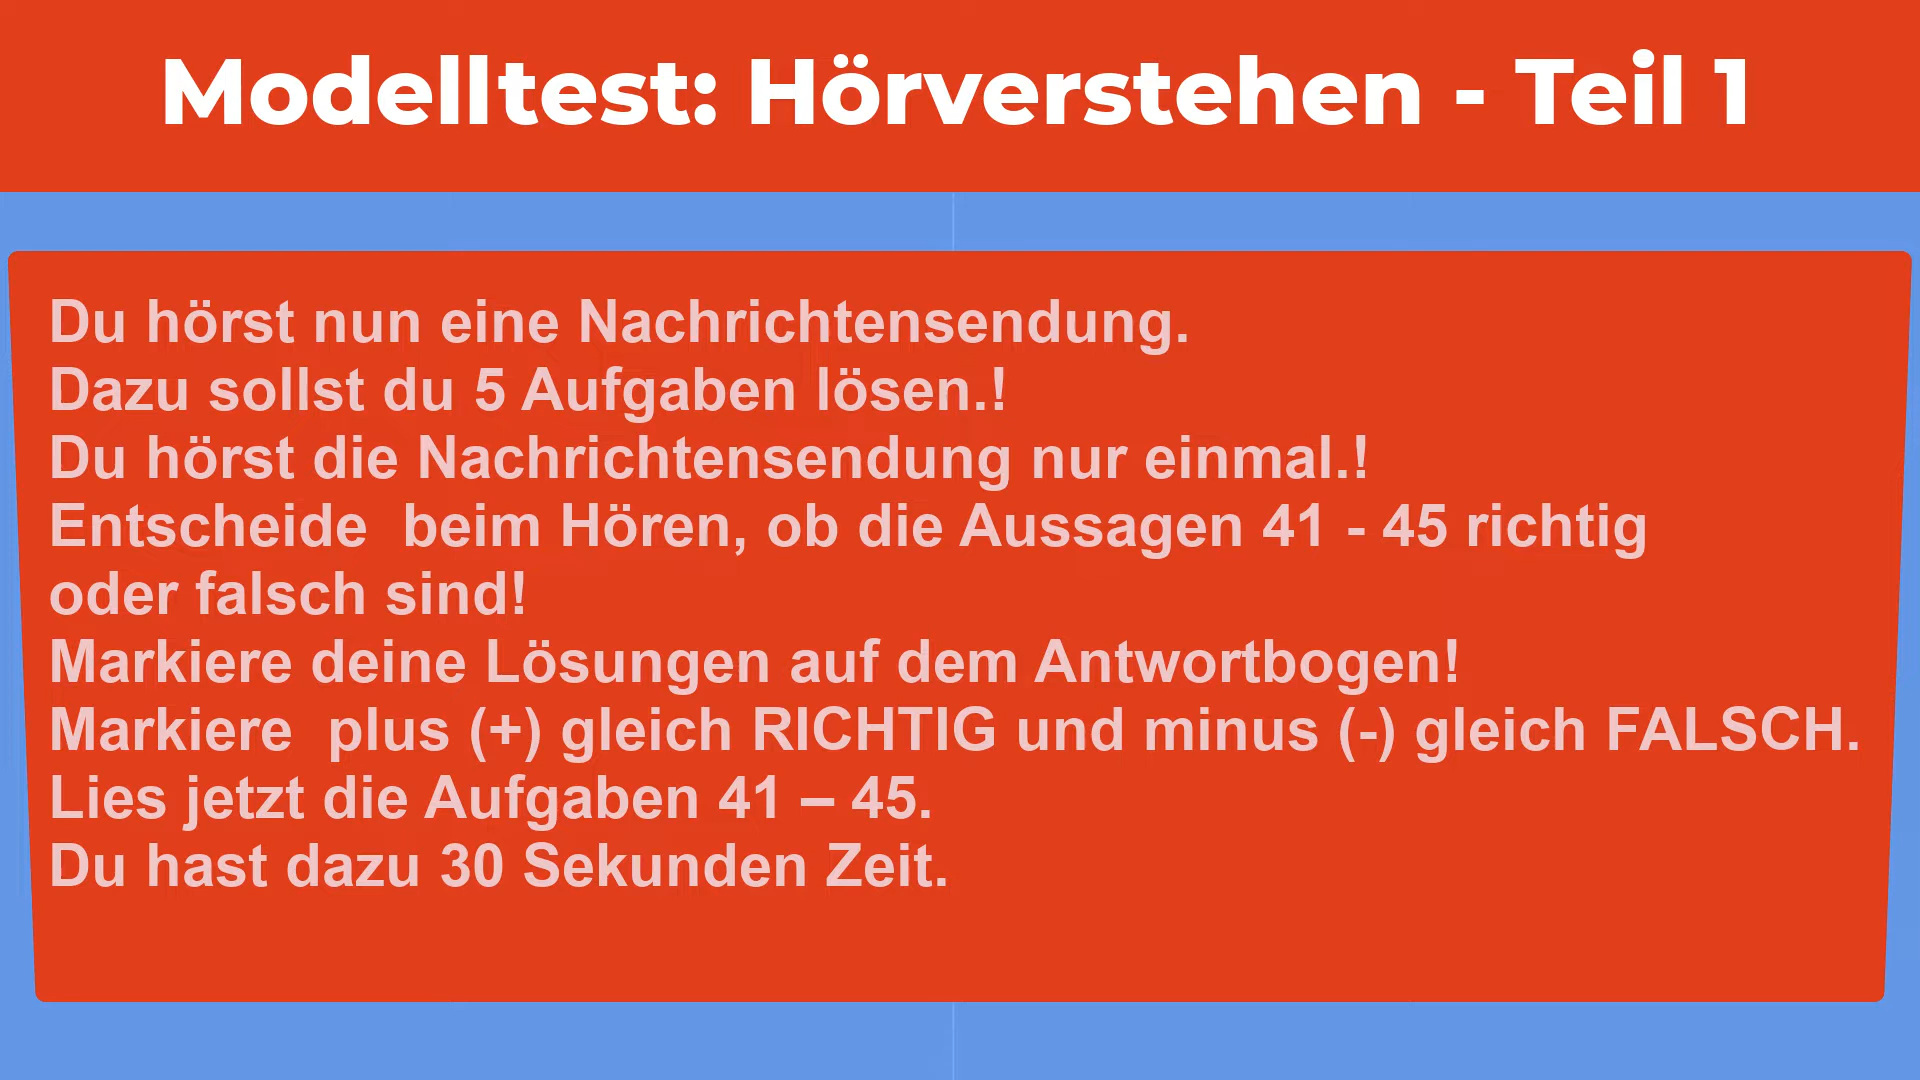 Modelltest: Hörverstehen - Teil 1
Du hörst nun eine Nachrichtensendung.
Dazu sollst du 5 Aufgaben lösen.!
Du hörst die Nachrichtensendung nur einmal.!
Entscheide  beim Hören, ob die Aussagen 41 - 45 richtig
oder falsch sind!
Markiere deine Lösungen auf dem Antwortbogen!
Markiere  plus (+) gleich RICHTIG und minus (-) gleich FALSCH.
Lies jetzt die Aufgaben 41 – 45.
Du hast dazu 30 Sekunden Zeit.